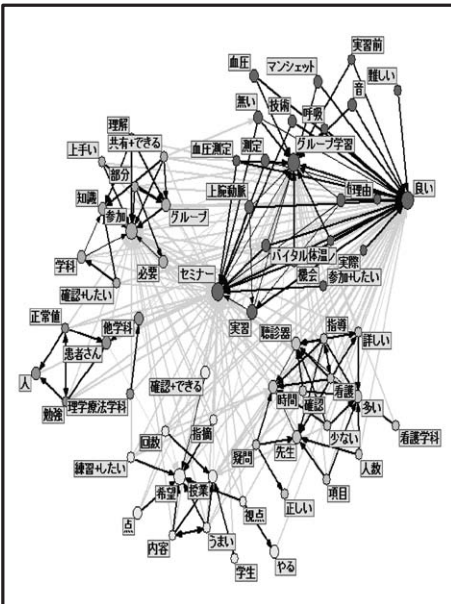 血圧
マンシェット
実習前
難しい
無い
技術
呼吸
音
理解
共有+できる
グループ学習
上手い
血圧測定
測定
部分
知識
上腕動脈
理由
良い
参加
グループ
学科
必要
セミナー
バイタル体温ノ
実際
確認+したい
機会
参加+したい
正常値
他学科
実習
聴診器
指導
詳しい
患者さん
人
確認+できる
勉強
理学療法学科
時間
確認
看護
多い
回数
指摘
疑問
先生
少ない
看護学科
練習+したい
希望
授業
人数
項目
点
視点
正しい
内容
うまい
学生
やる